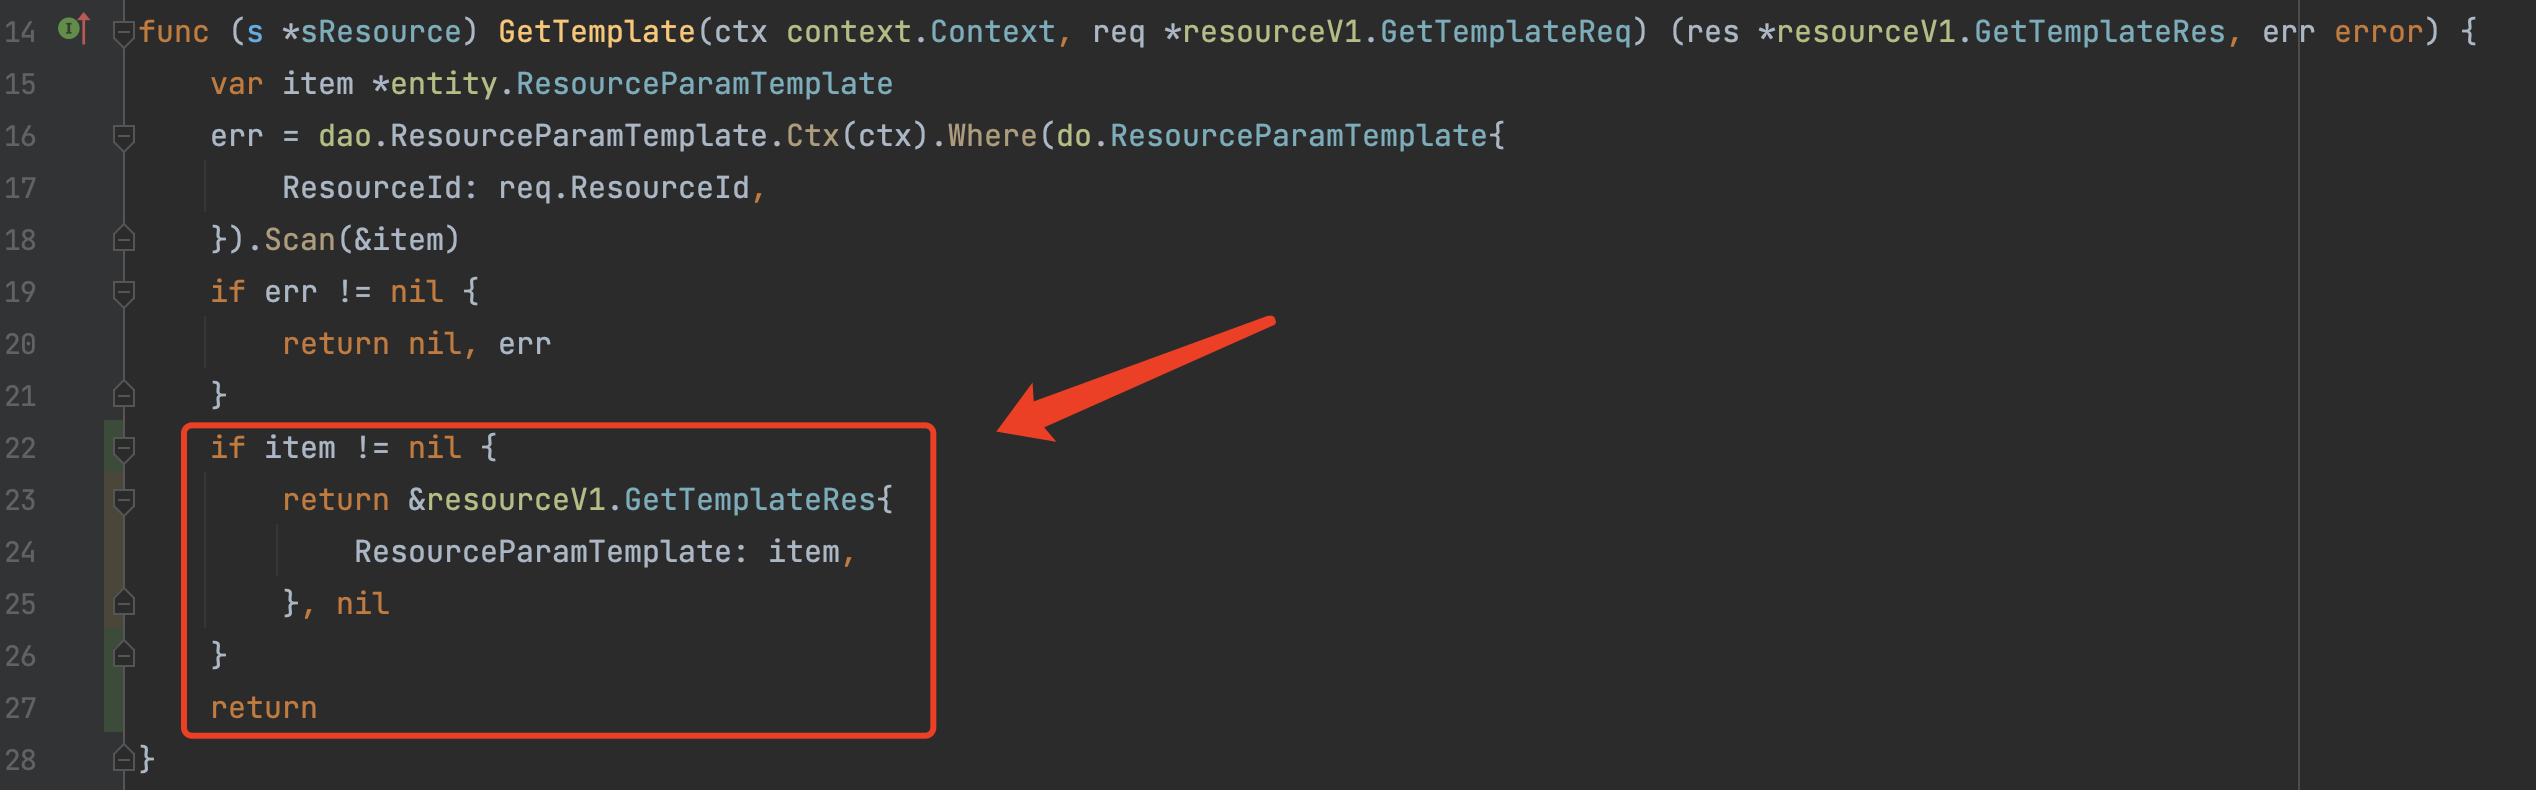 14 func (s *sResource) GetTemplate(ctx context.Context, req *resourceV1.GetTemplateReq) (res *resourceV1.GetTemplateRes, err error) {
15     var item *entity.ResourceParamTemplate
16     err = dao.ResourceParamTemplate.Ctx(ctx).Where(do.ResourceParamTemplate{
17         ResourceId: req.ResourceId,
18     }).Scan(&item)
19     if err != nil {
20         return nil, err
21     }
22     if item != nil {
23         return &resourceV1.GetTemplateRes{
24             ResourceParamTemplate: item,
25         }, nil
26     }
27     return
28 }